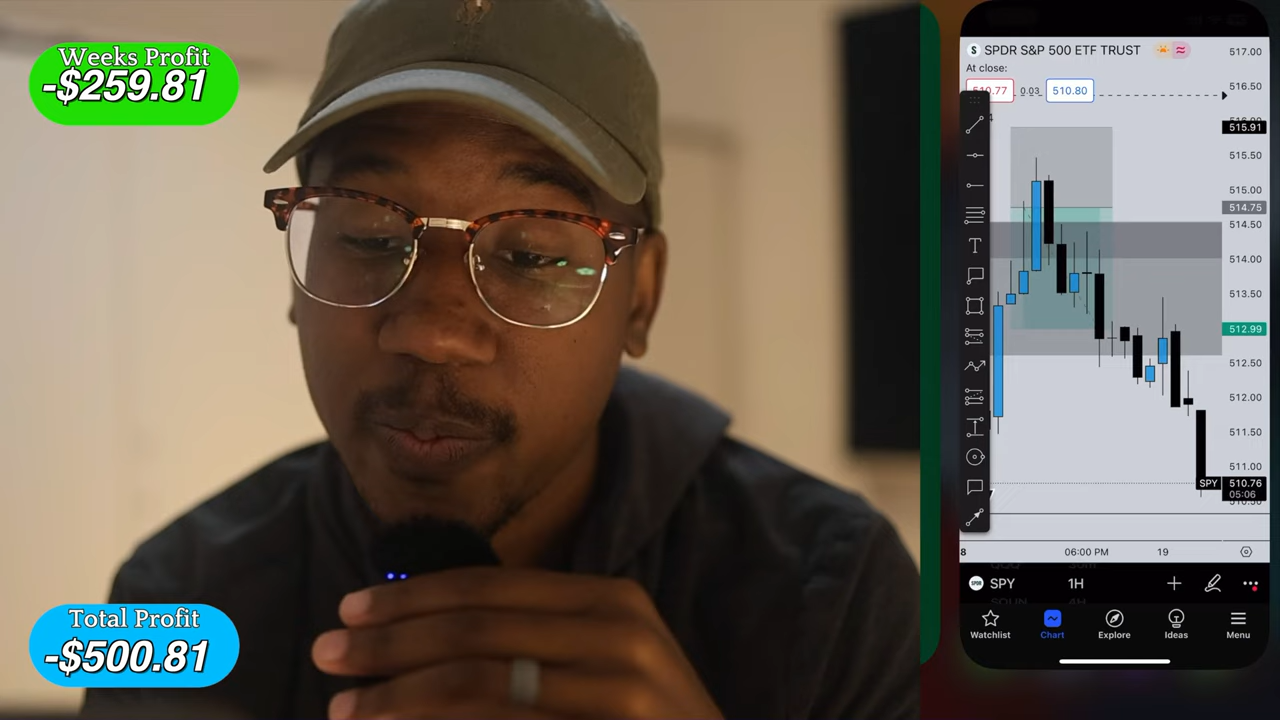 Weeks Profit
-$259.81
Total Profit
-$500.81
SPDR S&P 500 ETF TRUST
At close:
510.77 0.03 510.80
517.00
516.50
515.91
515.50
515.00
514.75
514.50
514.00
513.50
512.99
512.50
512.00
511.50
511.00
SPY 510.76
05:06
8 06:00 PM 19
SPY 1H
Watchlist Chart Explore Ideas Menu